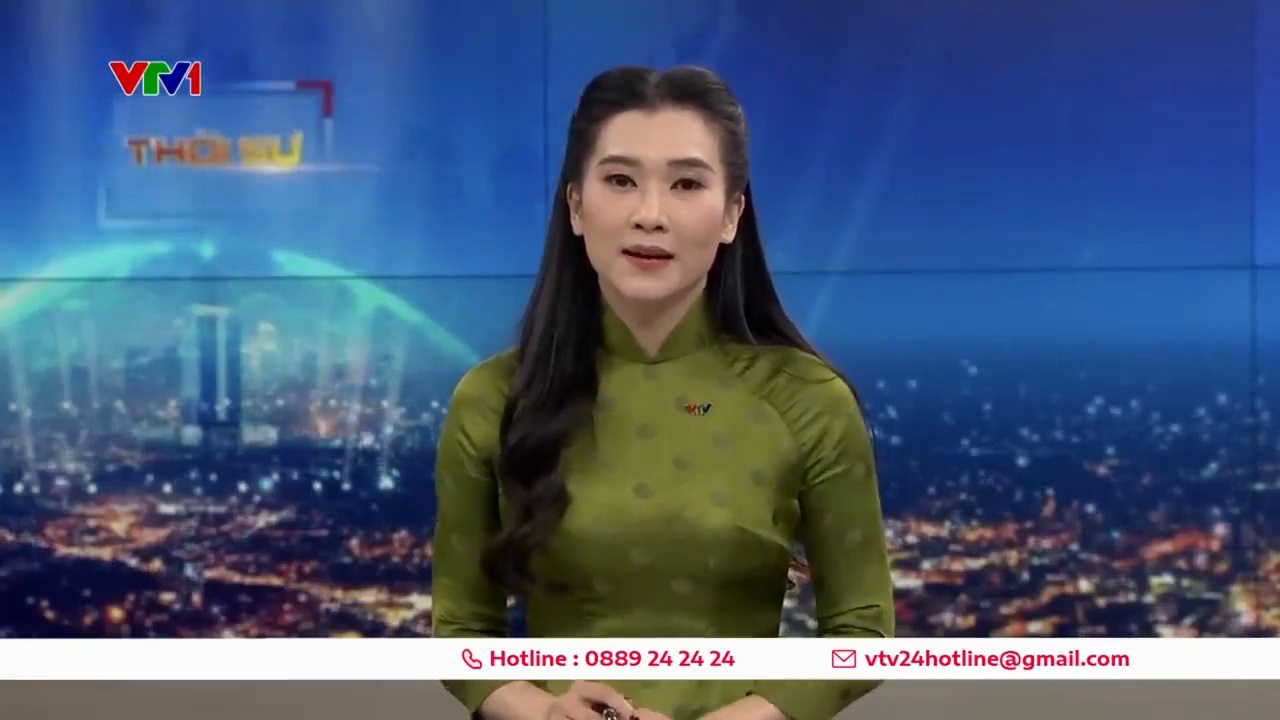 VTV1
THỜI SỰ
VTV
Hotline : 0889 24 24 24
vtv24hotline@gmail.com